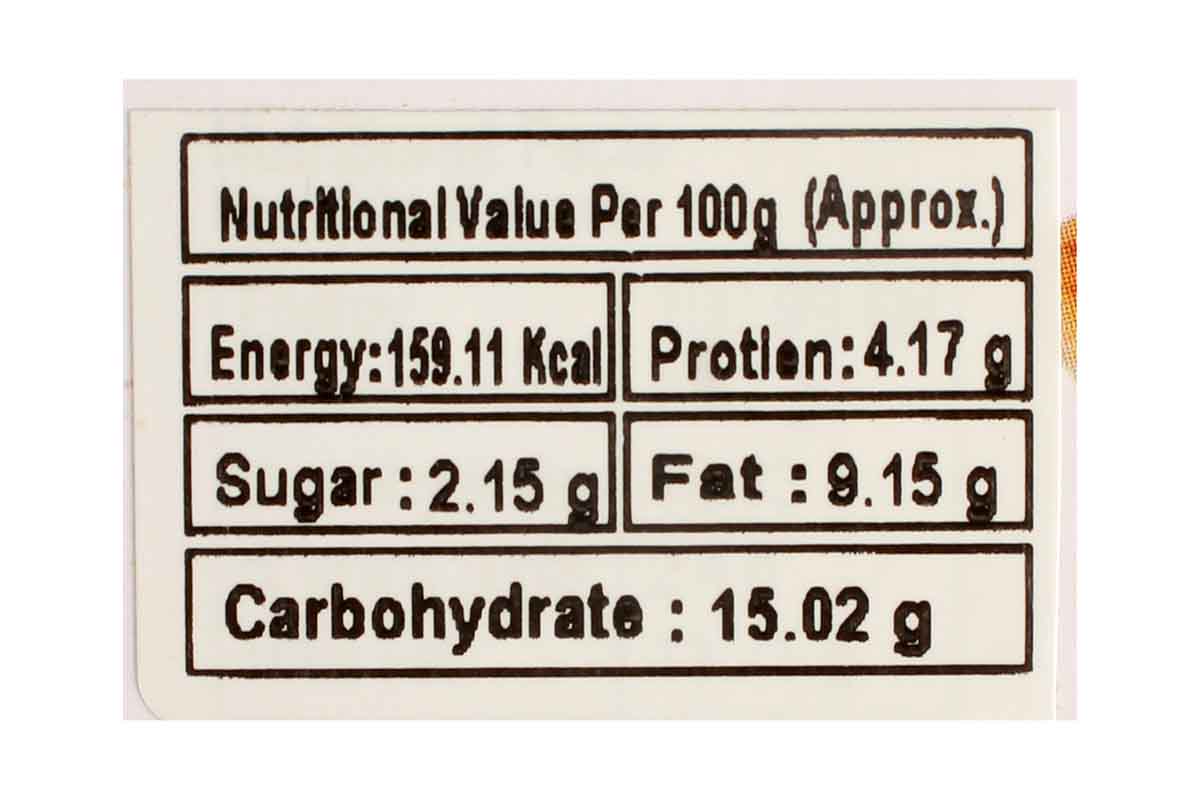 Nutritional Value Per 100g (Approx.)
Energy:159.11 Kcal
Protien:4.17 g
Sugar : 2.15 g
Fat : 9.15 g
Carbohydrate : 15.02 g